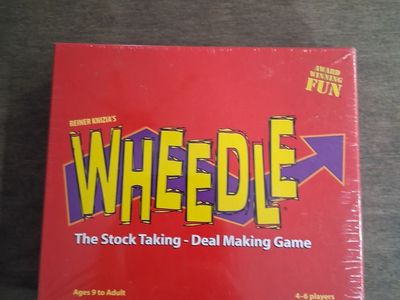 AWARD
WINNING
FUN
REINER KNIZIA'S
WHEEDLE
The Stock Taking - Deal Making Game
Ages 9 to Adult
4-6 players